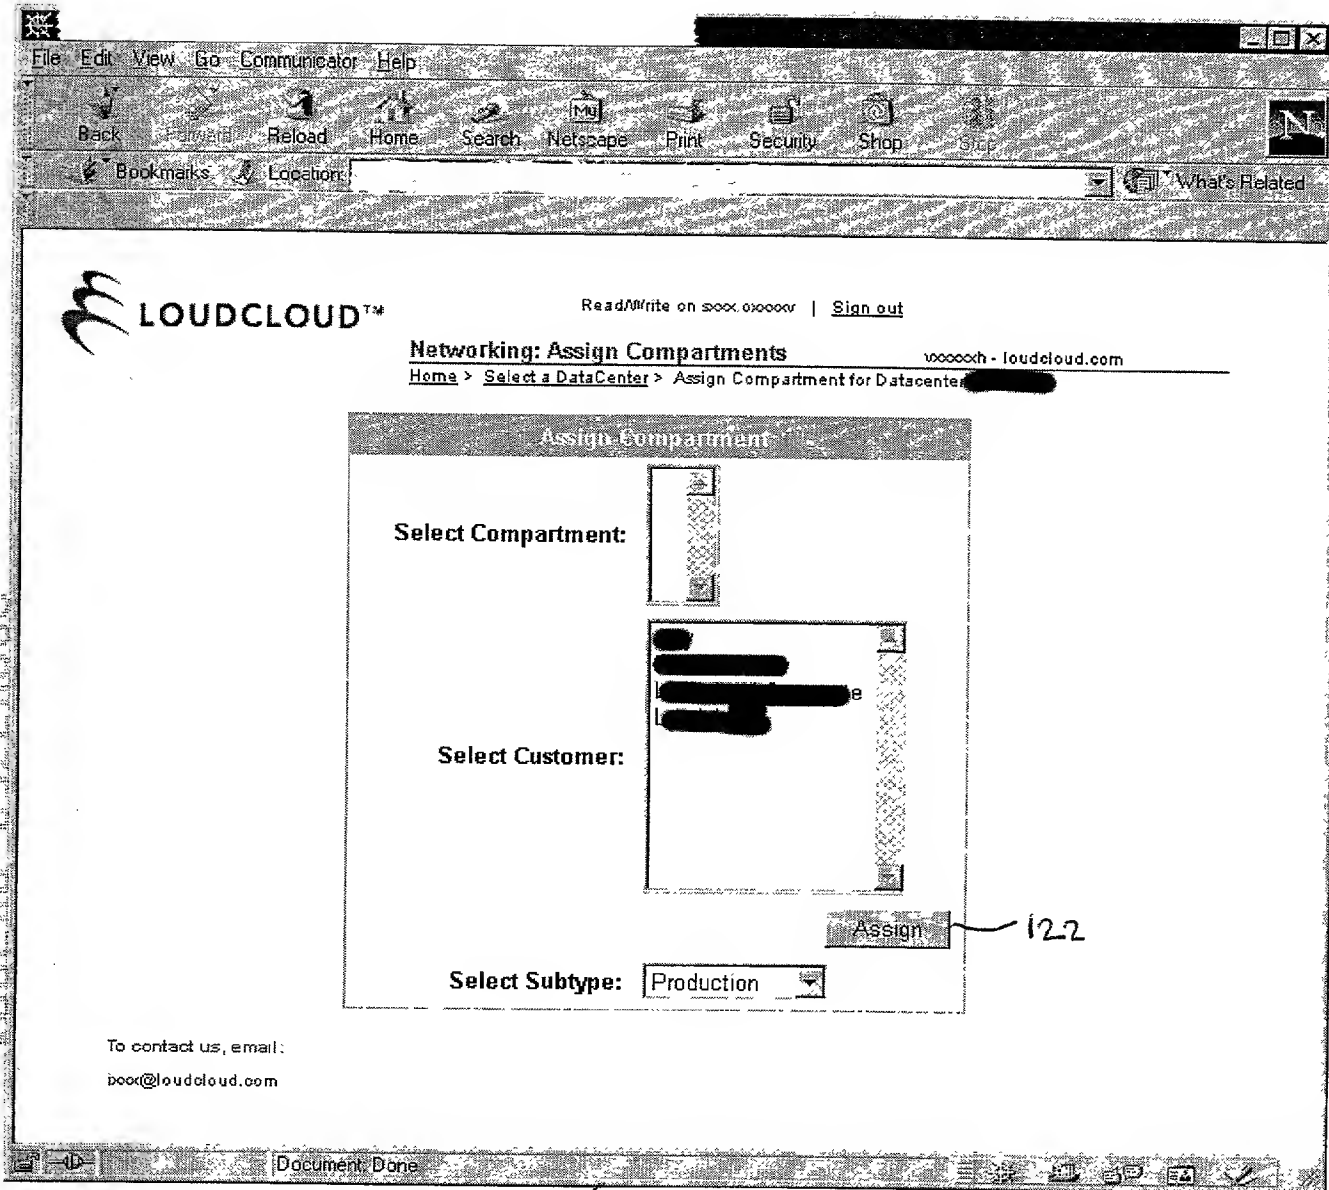 File Edit View Go Communicator Help
Back Forward Reload Home Search Netscape Print Security Shop Stop
My
N
Bookmarks Location: What's Related
LOUDCLOUD™
Read/Write on | Sign out
Networking: Assign Compartments - loudcloud.com
Home > Select a DataCenter > Assign Compartment for Datacenter
Assign Compartment
Select Compartment:
Select Customer:
Assign 122
Select Subtype: Production
To contact us, email:
@loudcloud.com
Document: Done